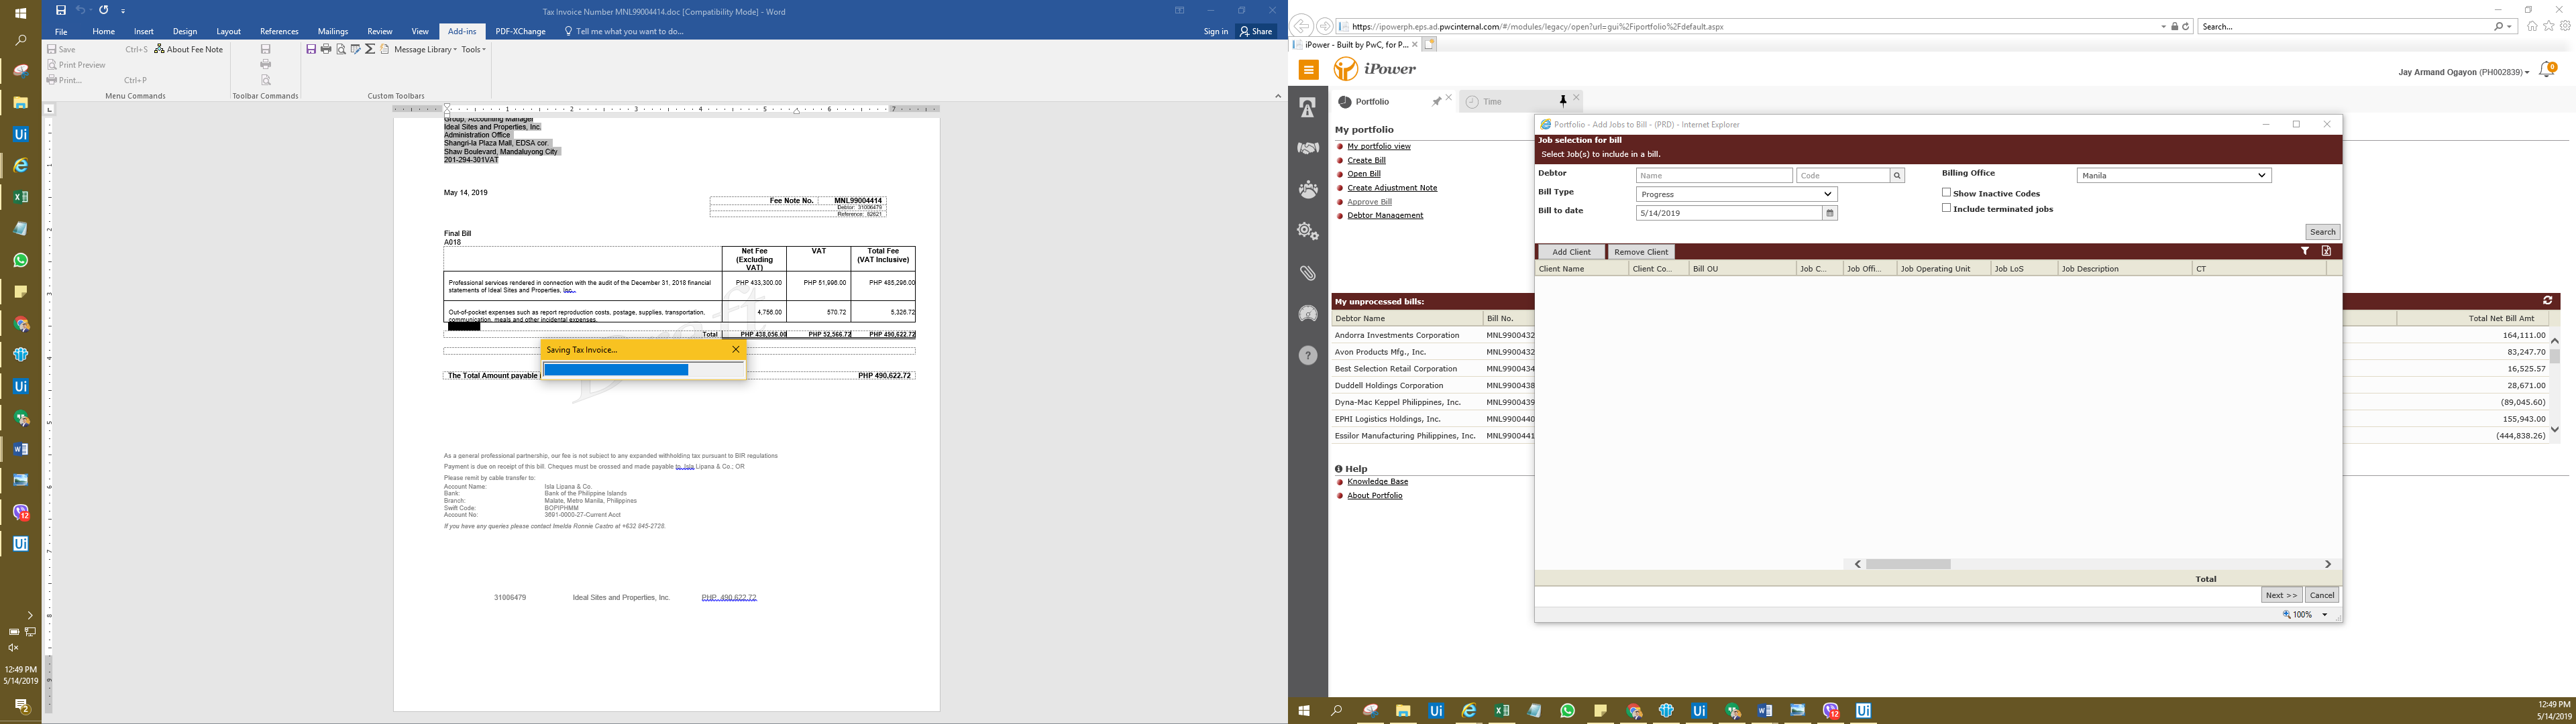 Tax Invoice Number MNL99004414.doc [Compatibility Mode] - Word
File Home Insert Design Layout References Mailings Review View Add-ins PDF-XChange Tell me what you want to do... Sign in Share
Save Ctrl+S About Fee Note
Print Preview
Print... Ctrl+P
Message Library Tools
Menu Commands Toolbar Commands Custom Toolbars
Group, Accounting Manager
Ideal Sites and Properties, Inc.
Administration Office
Shangri-la Plaza Mall, EDSA cor.
Shaw Boulevard, Mandaluyong City
201-294-301VAT
May 14, 2019
Fee Note No. : MNL99004414
Debtor: 31006479
Reference: 82621
Final Bill
A018
Net Fee (Excluding VAT) VAT Total Fee (VAT Inclusive)
Professional services rendered in connection with the audit of the December 31, 2018 financial PHP 433,300.00 PHP 51,996.00 PHP 485,296.00
statements of Ideal Sites and Properties, Inc..
Out-of-pocket expenses such as report reproduction costs, postage, supplies, transportation, 4,756.00 570.72 5,326.72
communication, meals and other incidental expenses.
Total PHP 438,056.00 PHP 52,566.72 PHP 490,622.72
Draft
Saving Tax Invoice...
The Total Amount payable PHP 490,622.72
As a general professional partnership, our fee is not subject to any expanded withholding tax pursuant to BIR regulations
Payment is due on receipt of this bill. Cheques must be crossed and made payable to: Isla Lipana & Co.; OR
Please remit by cable transfer to:
Account Name: Isla Lipana & Co.
Bank: Bank of the Philippine Islands
Branch: Malate, Metro Manila, Philippines
Swift Code: BOPIPHMM
Account No: 3691-0000-27-Current Acct
If you have any queries please contact Imelda Ronnie Castro at +632 845-2728.
31006479 Ideal Sites and Properties, Inc. PHP 490,622.72
12:49 PM
5/14/2019
https://ipowerph.eps.ad.pwcinternal.com/#/modules/legacy/open?url=gui%2Fiportfolio%2Fdefault.aspx
Search...
iPower - Built by PwC, for P...
iPower
Jay Armand Ogayon (PH002839)
Portfolio Time
My portfolio
My portfolio view
Create Bill
Open Bill
Create Adjustment Note
Approve Bill
Debtor Management
My unprocessed bills:
Debtor Name Bill No. Total Net Bill Amt
Andorra Investments Corporation MNL9900432 164,111.00
Avon Products Mfg., Inc. MNL9900432 83,247.70
Best Selection Retail Corporation MNL9900434 16,525.57
Duddell Holdings Corporation MNL9900438 28,671.00
Dyna-Mac Keppel Philippines, Inc. MNL9900439 (89,045.60)
EPHI Logistics Holdings, Inc. MNL9900440 155,943.00
Essilor Manufacturing Philippines, Inc. MNL9900441 (444,838.26)
Help
Knowledge Base
About Portfolio
Portfolio - Add Jobs to Bill - (PRD) - Internet Explorer
Job selection for bill
Select Job(s) to include in a bill.
Debtor Name Code Billing Office Manila
Bill Type Progress Show Inactive Codes
Bill to date 5/14/2019 Include terminated jobs
Search
Add Client Remove Client
Client Name Client Co... Bill OU Job C... Job Offi... Job Operating Unit Job LoS Job Description CT
Total
Next >> Cancel
100%
12:49 PM
5/14/2019